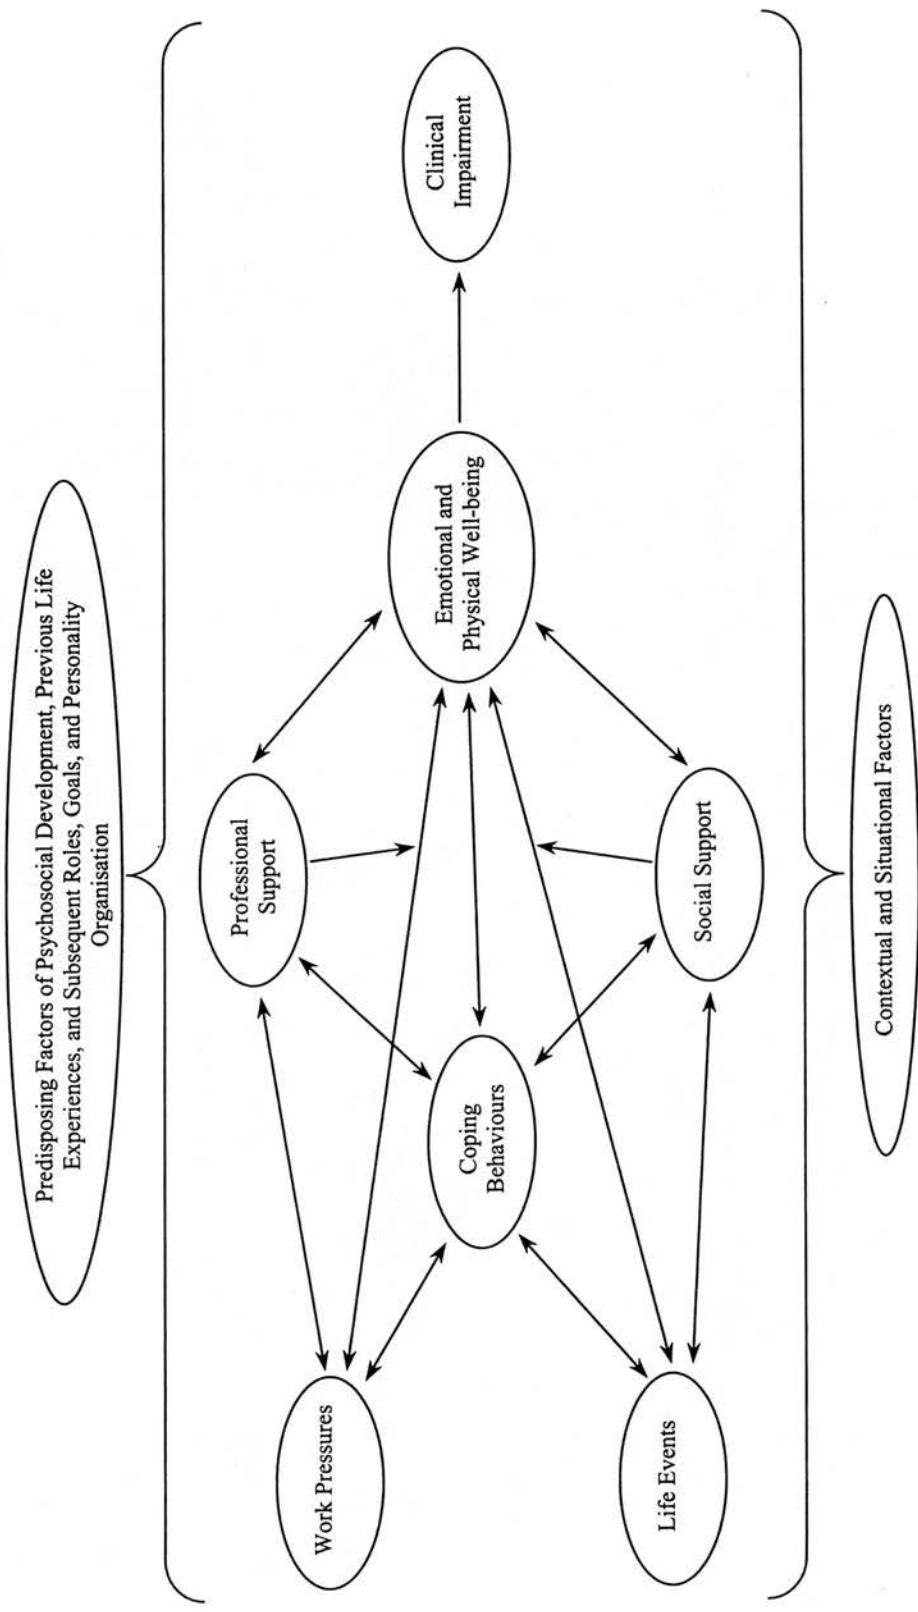 Predisposing Factors of Psychosocial Development, Previous Life
Experiences, and Subsequent Roles, Goals, and Personality
Organisation
Professional
Support
Work Pressures
Clinical
Impairment
Emotional and
Physical Well-being
Coping
Behaviours
Life Events
Social Support
Contextual and Situational Factors